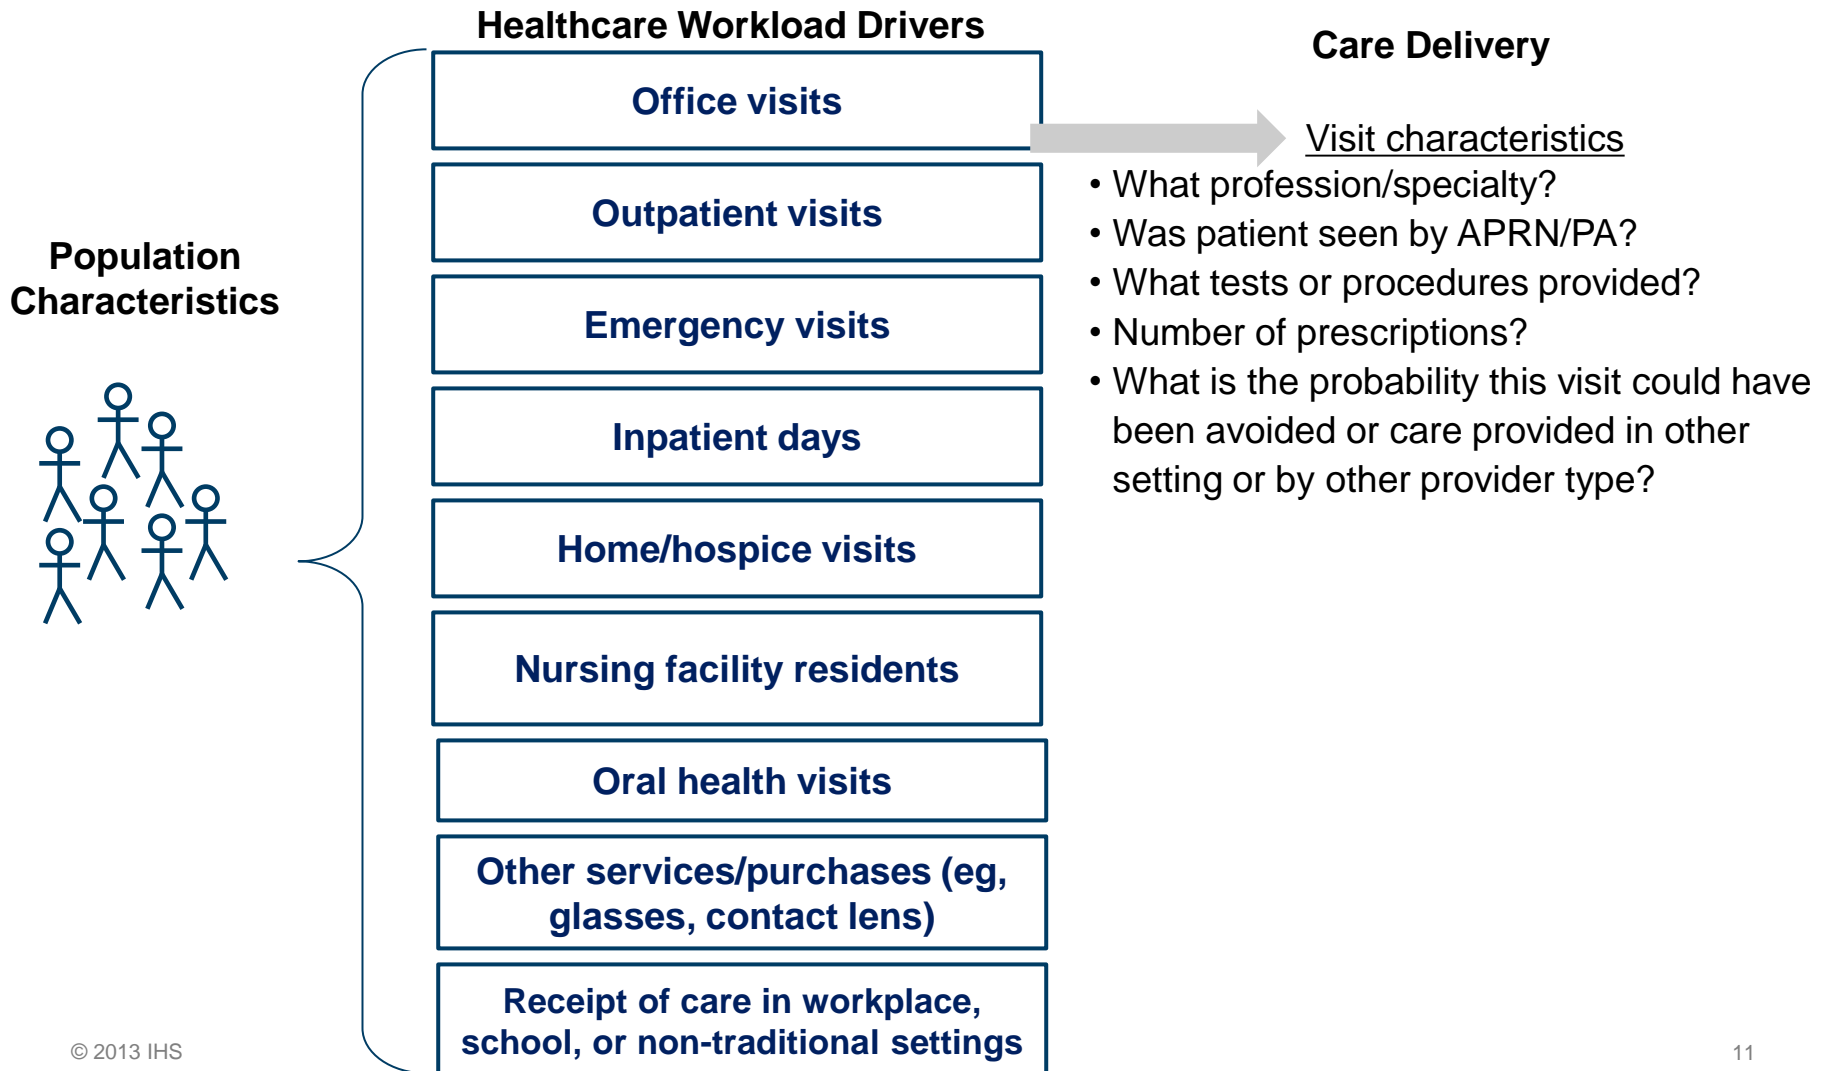 Healthcare Workload Drivers
Care Delivery
Population
Characteristics
Office visits
Outpatient visits
Emergency visits
Inpatient days
Home/hospice visits
Nursing facility residents
Oral health visits
Other services/purchases (eg,
glasses, contact lens)
Receipt of care in workplace,
school, or non-traditional settings
Visit characteristics
• What profession/specialty?
• Was patient seen by APRN/PA?
• What tests or procedures provided?
• Number of prescriptions?
• What is the probability this visit could have
been avoided or care provided in other
setting or by other provider type?
© 2013 IHS
11